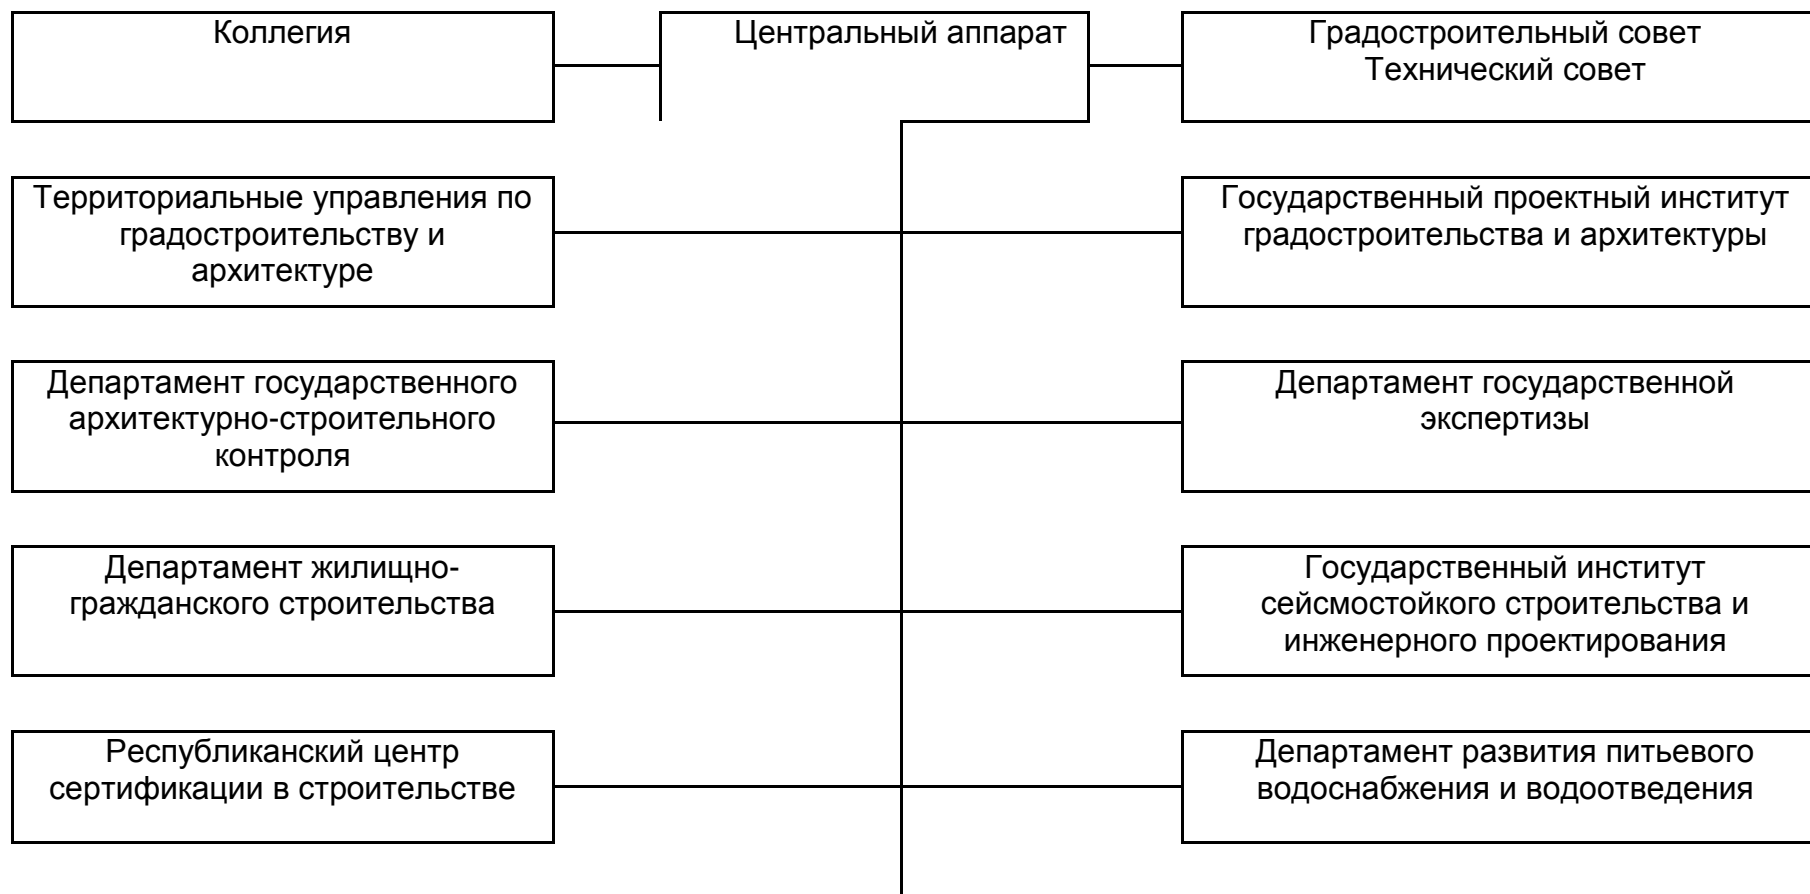 Коллегия
Центральный аппарат
Градостроительный совет
Технический совет
Территориальные управления по
градостроительству и
архитектуре
Государственный проектный институт
градостроительства и архитектуры
Департамент государственного
архитектурно-строительного
контроля
Департамент государственной
экспертизы
Департамент жилищно-
гражданского строительства
Государственный институт
сейсмостойкого строительства и
инженерного проектирования
Республиканский центр
сертификации в строительстве
Департамент развития питьевого
водоснабжения и водоотведения